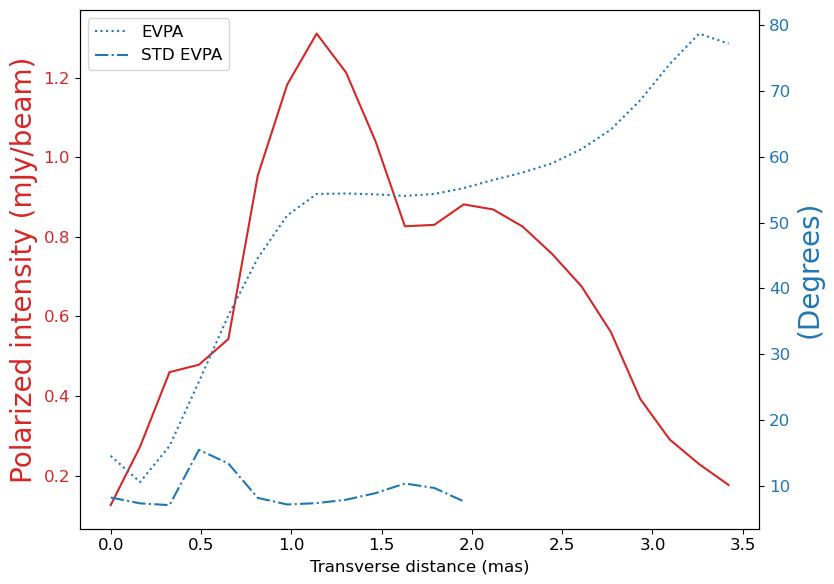 EVPA
STD EVPA
Polarized intensity (mJy/beam)
1.2
1.0
0.8
0.6
0.4
0.2
80
70
60
50
40
30
20
10
(Degrees)
0.0 0.5 1.0 1.5 2.0 2.5 3.0 3.5
Transverse distance (mas)